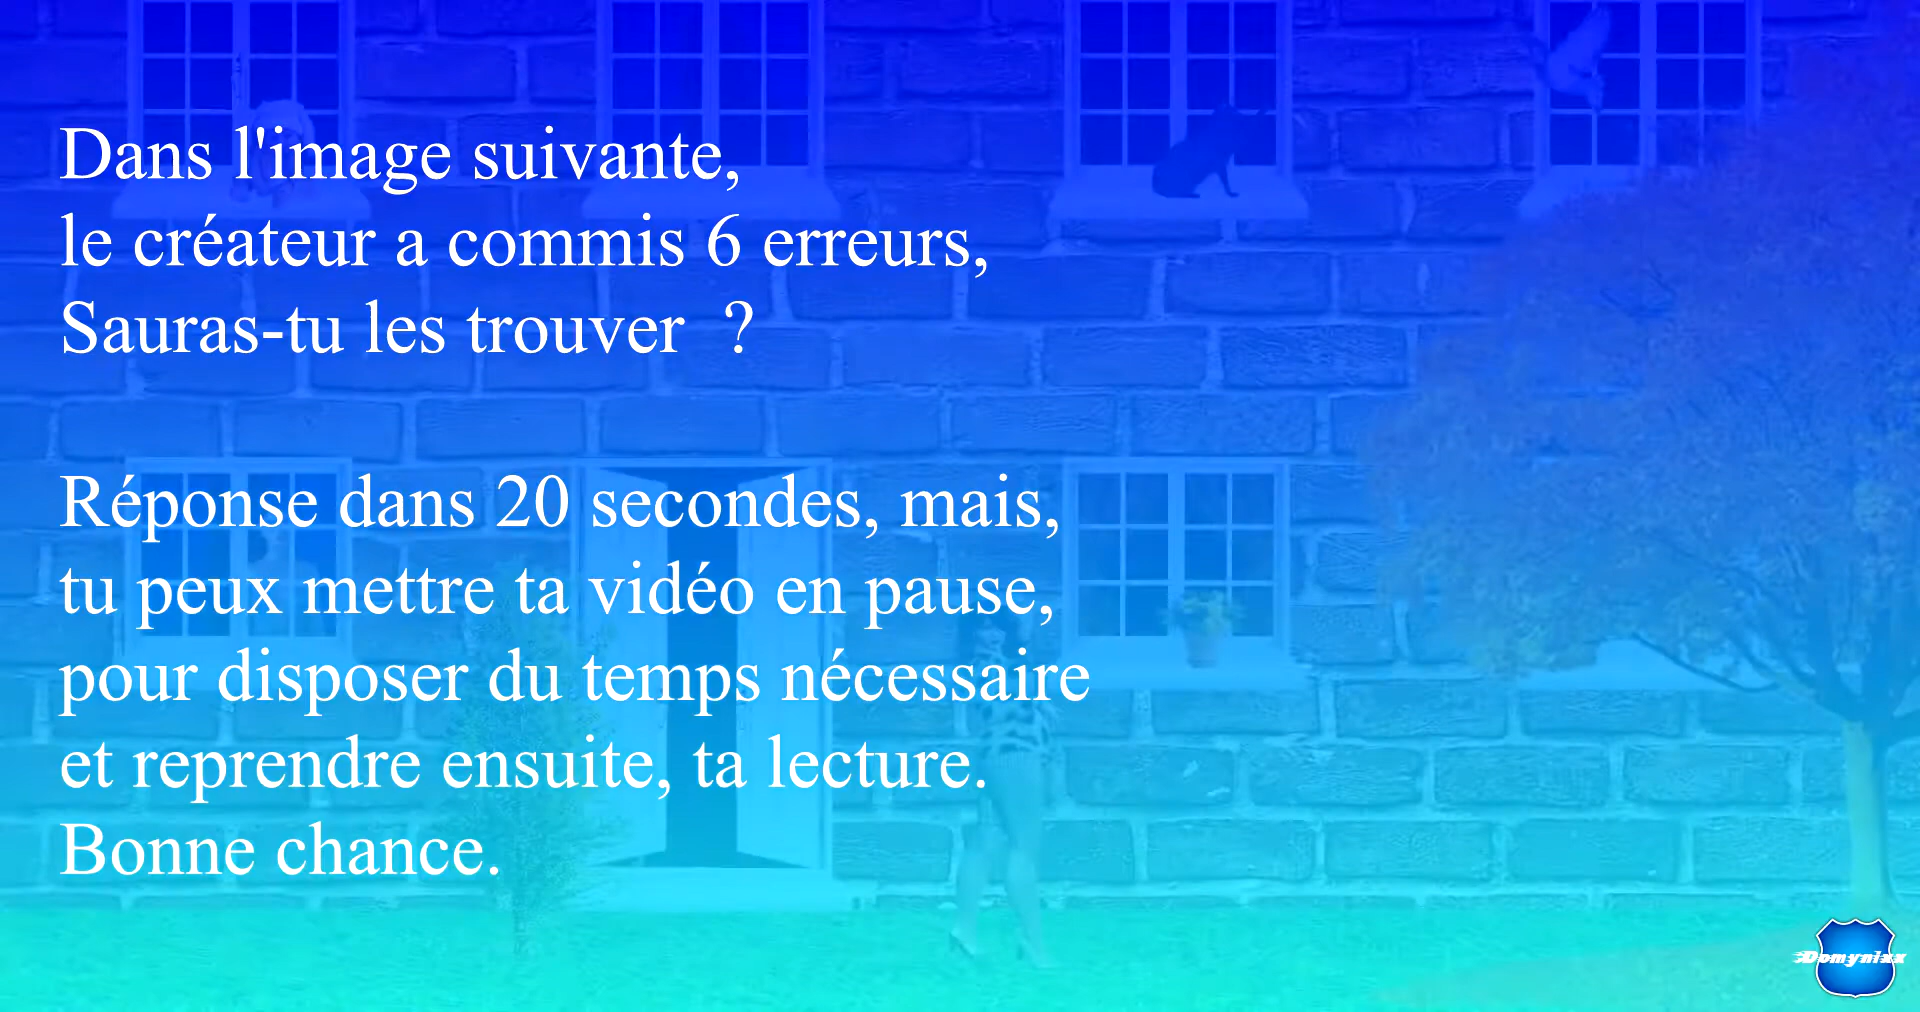 Dans l'image suivante,
le créateur a commis 6 erreurs,
Sauras-tu les trouver  ?
Réponse dans 20 secondes, mais,
tu peux mettre ta vidéo en pause,
pour disposer du temps nécessaire
et reprendre ensuite, ta lecture.
Bonne chance.
Domynixx